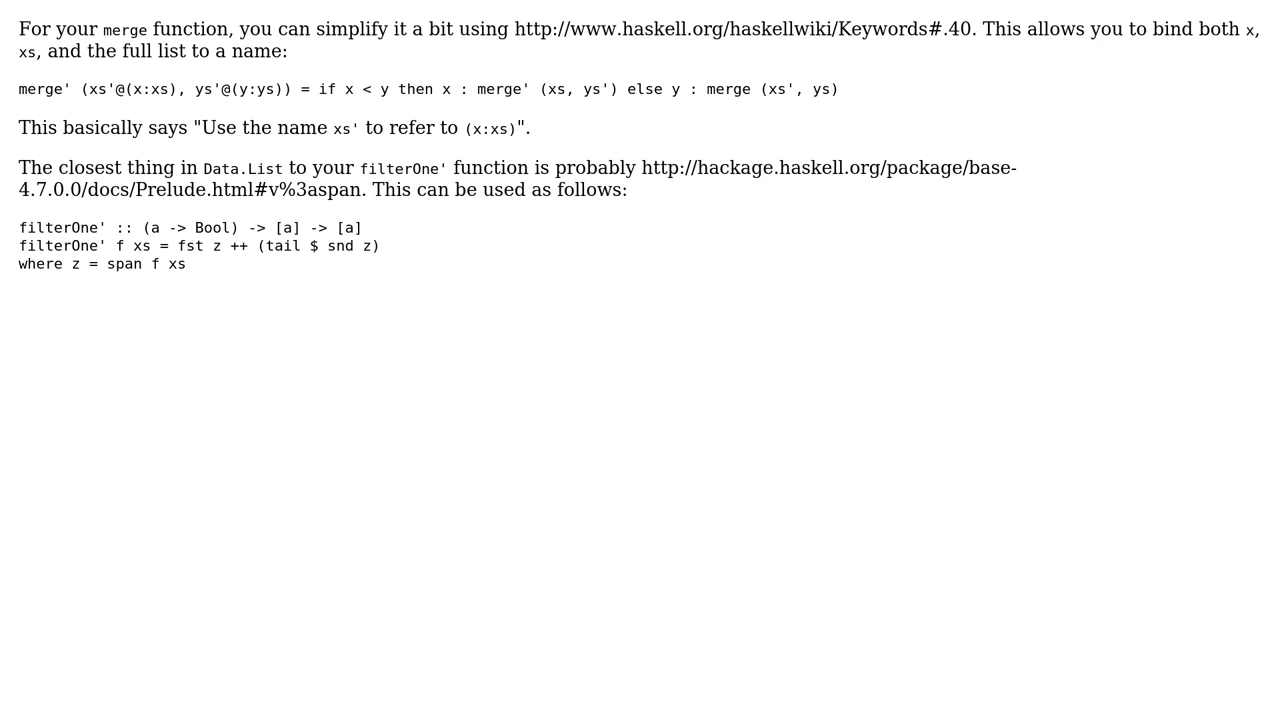 For your merge function, you can simplify it a bit using http://www.haskell.org/haskellwiki/Keywords#.40. This allows you to bind both x,
xs, and the full list to a name:
merge' (xs'@(x:xs), ys'@(y:ys)) = if x < y then x : merge' (xs, ys') else y : merge (xs', ys)
This basically says "Use the name xs' to refer to (x:xs)".
The closest thing in Data.List to your filterOne' function is probably http://hackage.haskell.org/package/base-
4.7.0.0/docs/Prelude.html#v%3aspan. This can be used as follows:
filterOne' :: (a -> Bool) -> [a] -> [a]
filterOne' f xs = fst z ++ (tail $ snd z)
where z = span f xs